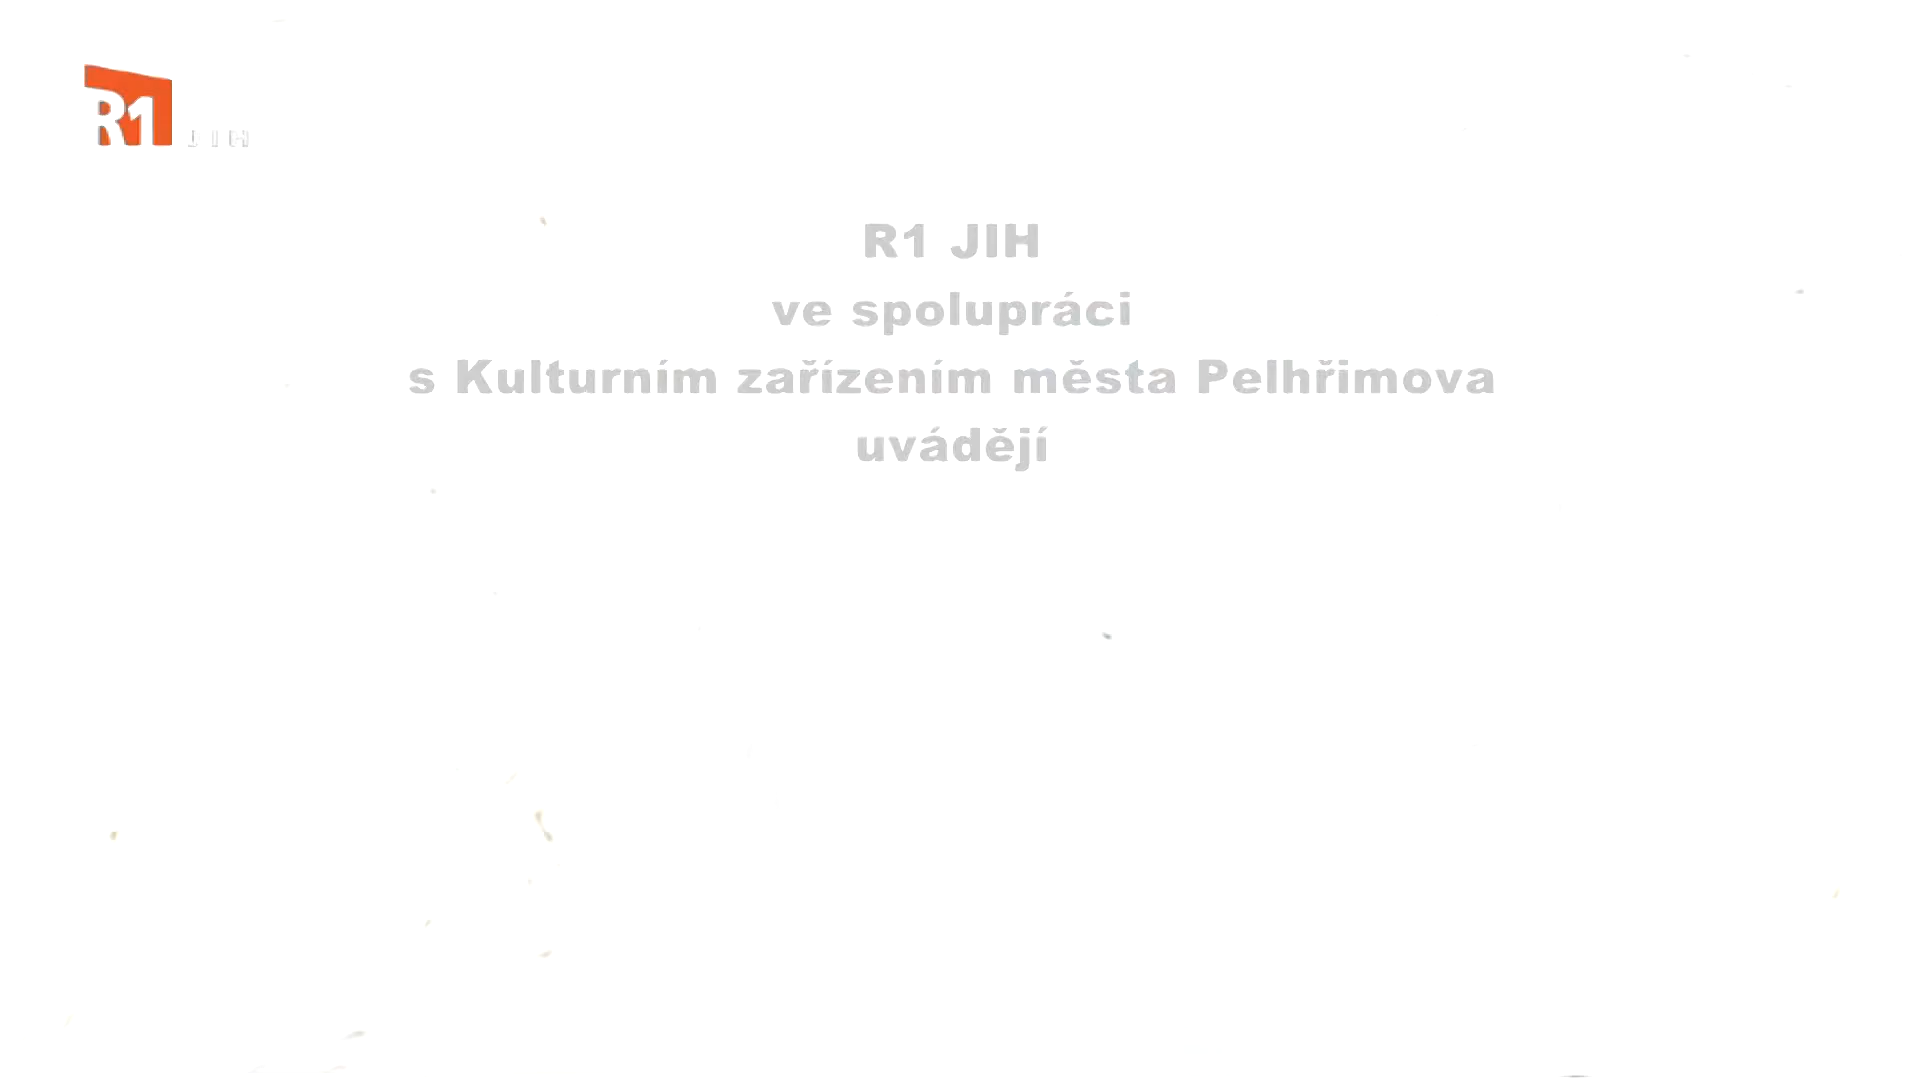 R1 JIH
R1 JIH
ve spolupráci
s Kulturním zařízením města Pelhřimova
uvádějí